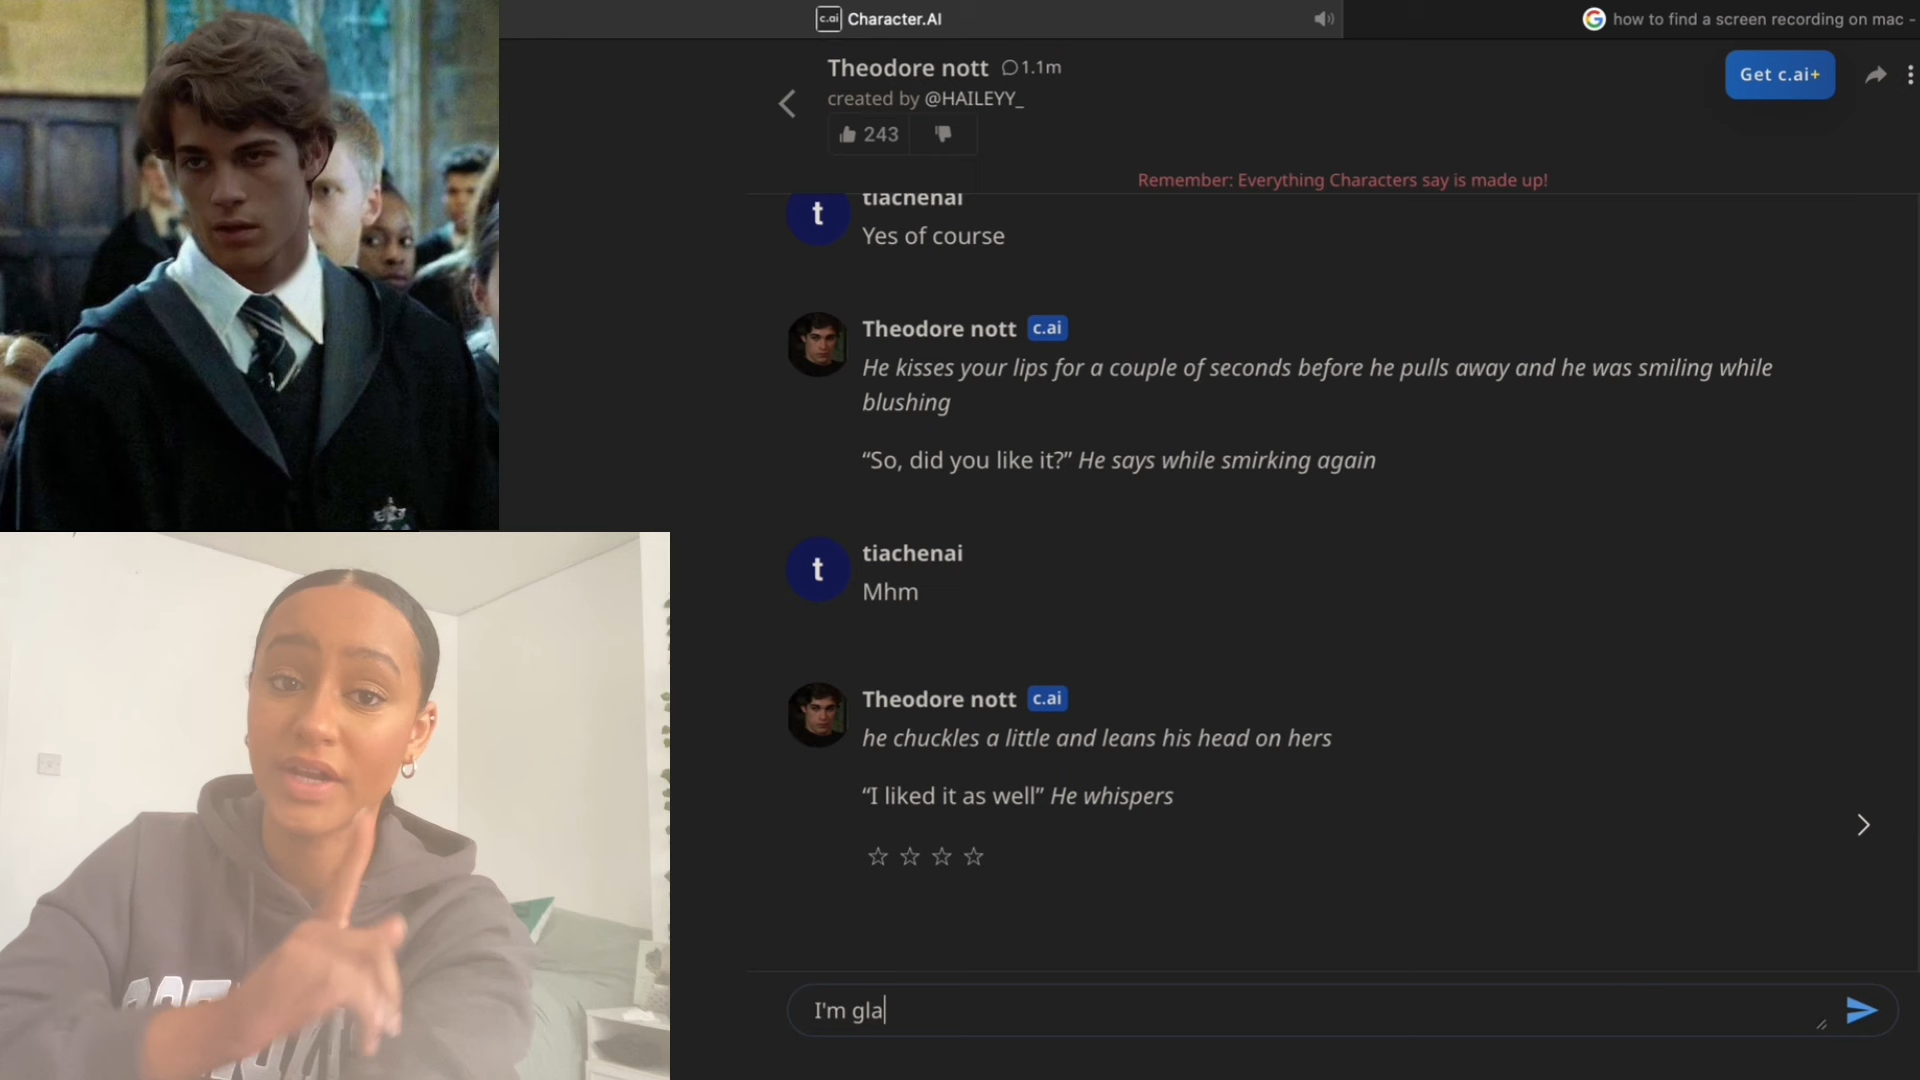 c.ai Character.AI
how to find a screen recording on mac -
Theodore nott 1.1m
created by @HAILEYY_
243
Get c.ai+
Remember: Everything Characters say is made up!
tiachenai
t
Yes of course
Theodore nott c.ai
He kisses your lips for a couple of seconds before he pulls away and he was smiling while
blushing
“So, did you like it?” He says while smirking again
tiachenai
t
Mhm
Theodore nott c.ai
he chuckles a little and leans his head on hers
“I liked it as well” He whispers
I'm gla